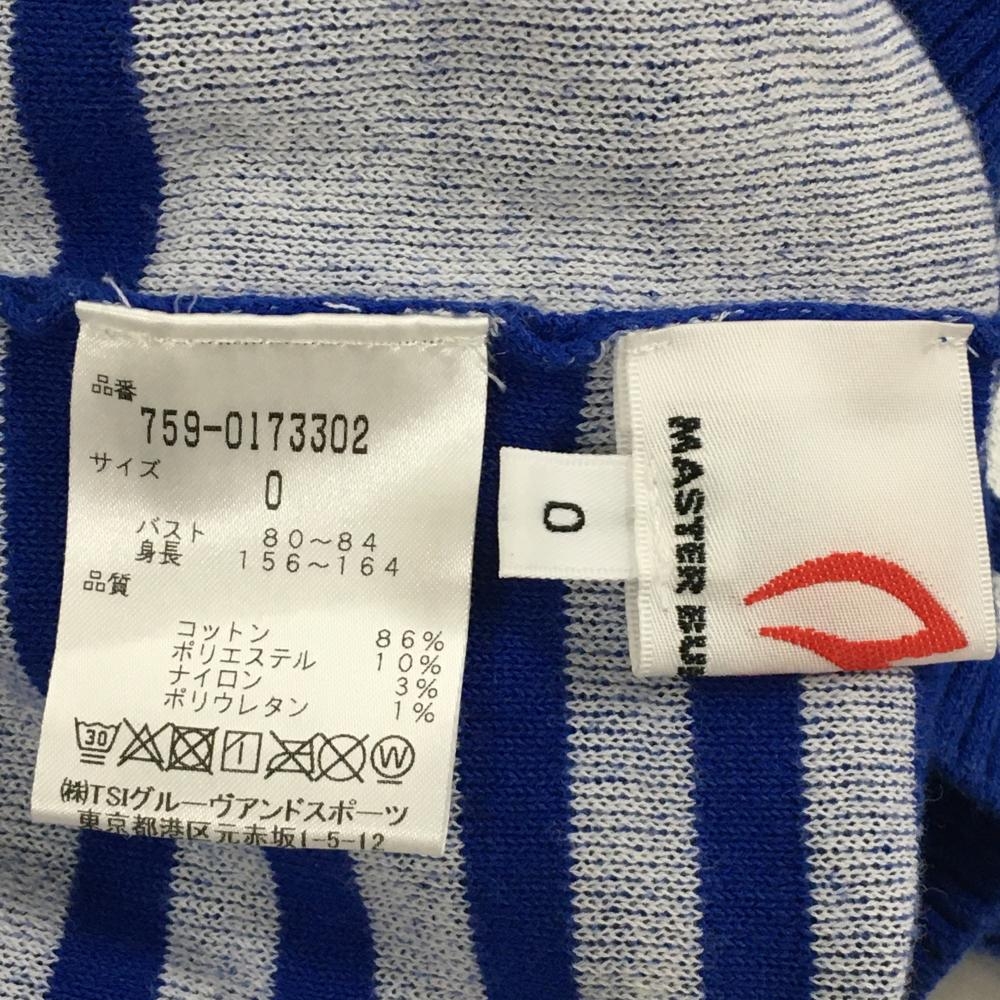 品番
759-0173302
サイズ
0
バスト 80～84
身長 156～164
品質
コットン 86%
ポリエステル 10%
ナイロン 3%
ポリウレタン 1%
30
W
㈱TSIグルーヴアンドスポーツ
東京都港区元赤坂1-5-12
0
MASTER